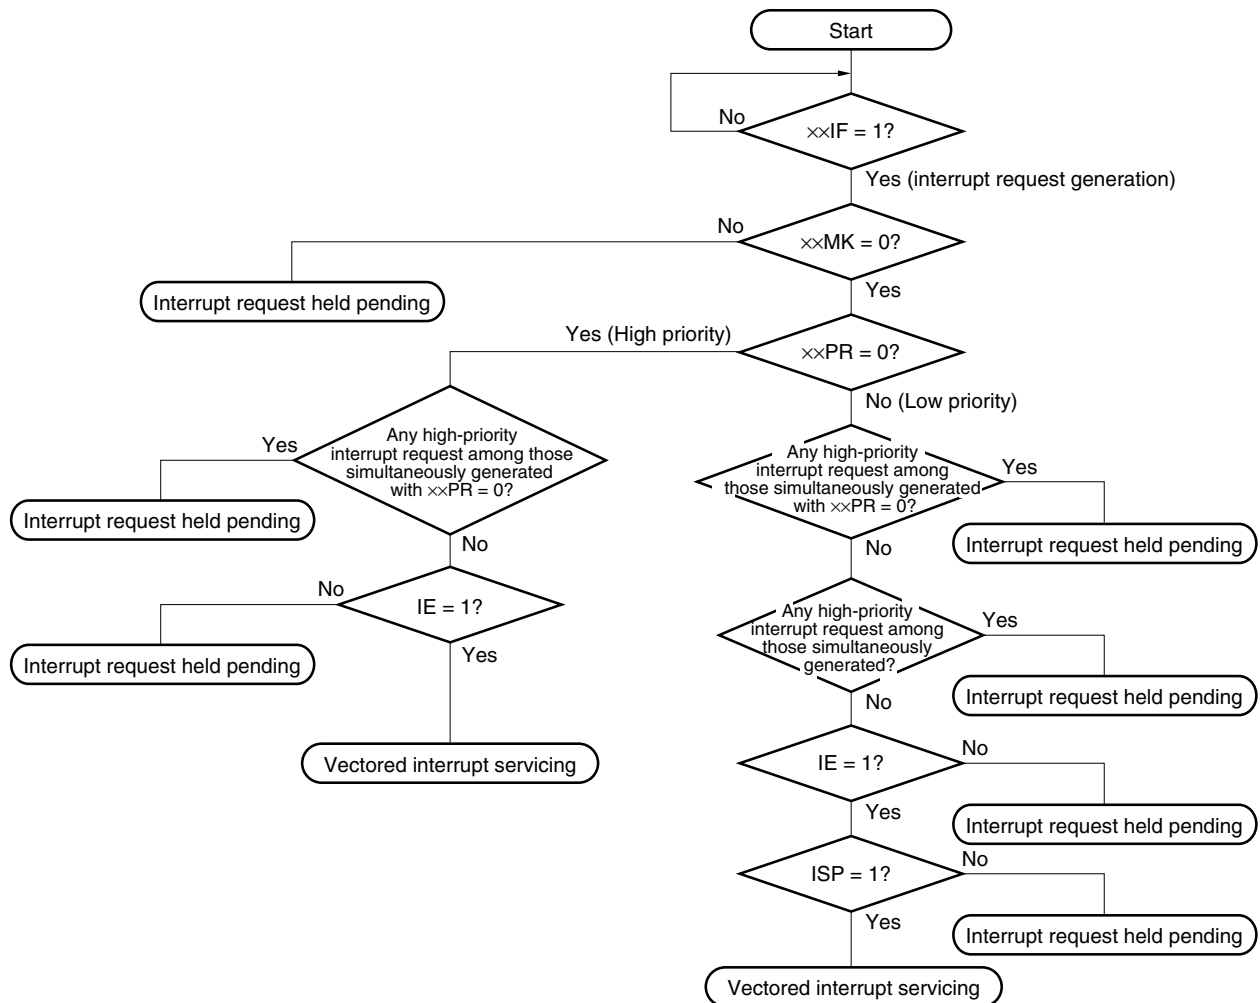 Start
No
××IF = 1?
Yes (interrupt request generation)
No
××MK = 0?
Interrupt request held pending
Yes
Yes (High priority)
××PR = 0?
No (Low priority)
Yes
Any high-priority
interrupt request among those
simultaneously generated
with ××PR = 0?
Any high-priority
interrupt request among
those simultaneously generated
with ××PR = 0?
Yes
Interrupt request held pending
No
Interrupt request held pending
No
No
IE = 1?
Any high-priority
interrupt request among
those simultaneously
generated?
Yes
Interrupt request held pending
Yes
Interrupt request held pending
No
Vectored interrupt servicing
IE = 1?
No
Yes
Interrupt request held pending
ISP = 1?
No
Yes
Interrupt request held pending
Vectored interrupt servicing